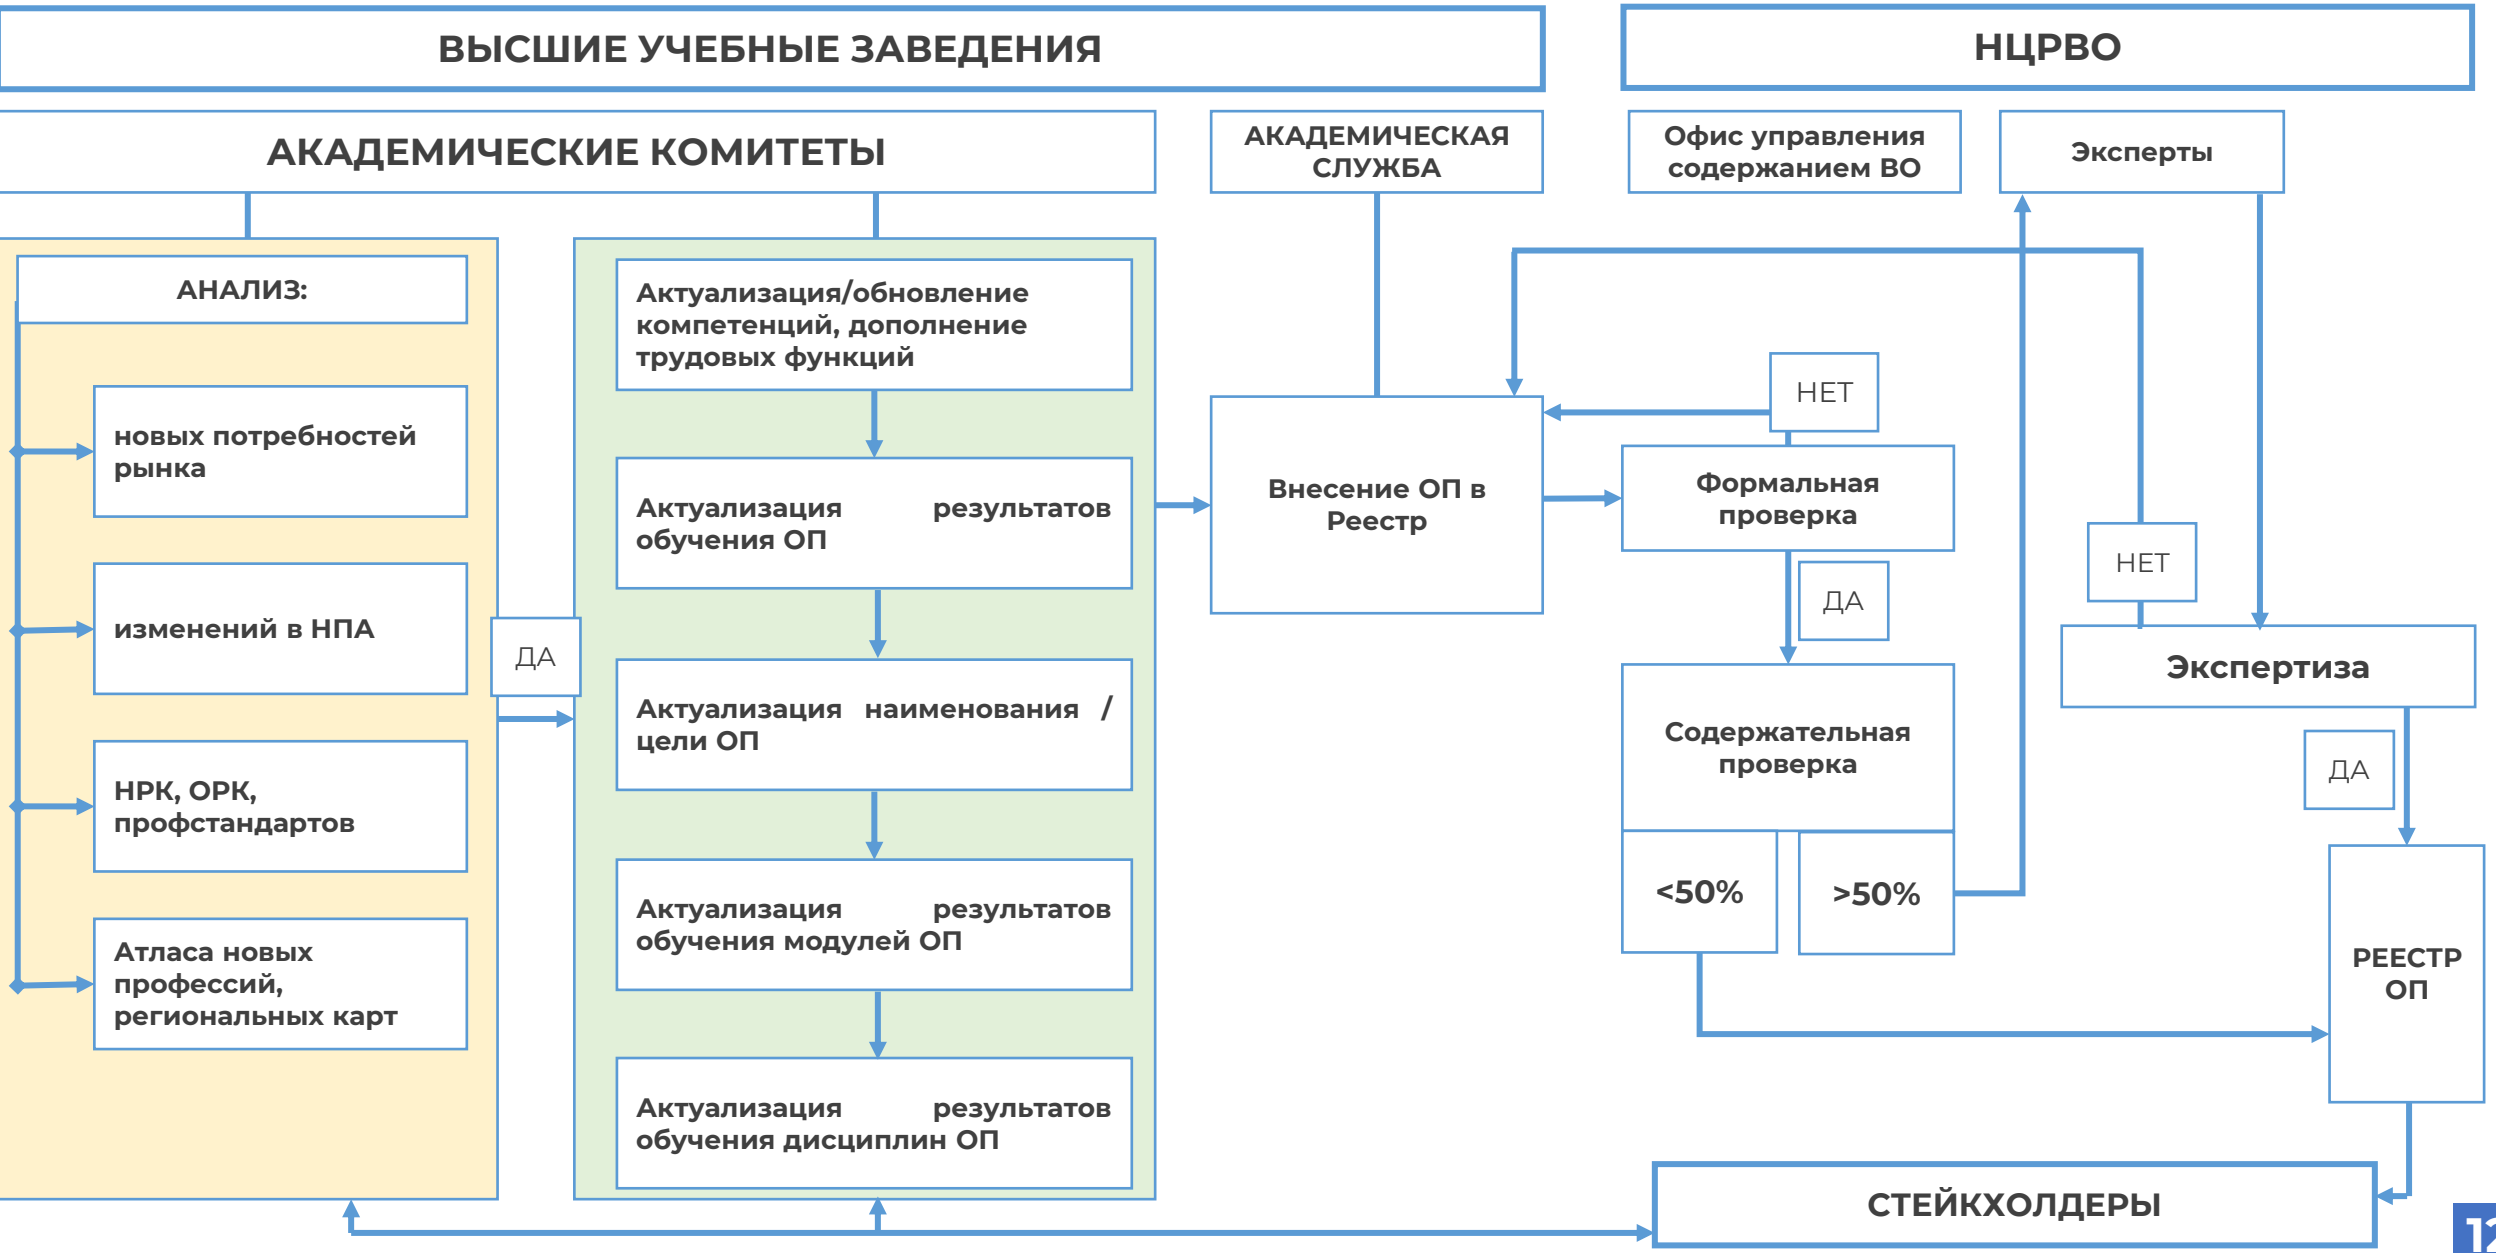 ВЫСШИЕ УЧЕБНЫЕ ЗАВЕДЕНИЯ
НЦРВО
АКАДЕМИЧЕСКИЕ КОМИТЕТЫ
АКАДЕМИЧЕСКАЯ
СЛУЖБА
Офис управления
содержанием ВО
Эксперты
АНАЛИЗ:
новых потребностей
рынка
изменений в НПА
НРК, ОРК,
профстандартов
Атласа новых
профессий,
региональных карт
ДА
Актуализация/обновление
компетенций, дополнение
трудовых функций
Актуализация результатов
обучения ОП
Актуализация наименования /
цели ОП
Актуализация результатов
обучения модулей ОП
Актуализация результатов
обучения дисциплин ОП
Внесение ОП в
Реестр
НЕТ
Формальная
проверка
ДА
Содержательная
проверка
<50%
>50%
НЕТ
Экспертиза
ДА
РЕЕСТР
ОП
СТЕЙКХОЛДЕРЫ